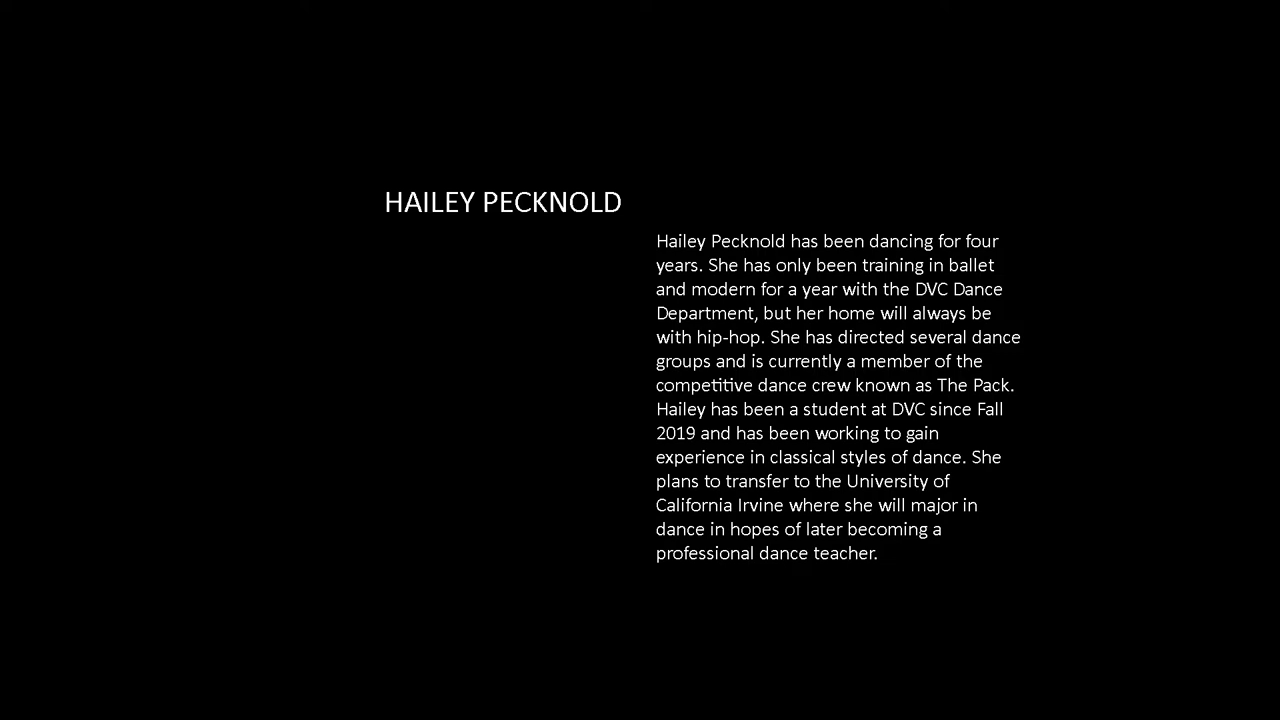 HAILEY PECKNOLD
Hailey Pecknold has been dancing for four
years. She has only been training in ballet
and modern for a year with the DVC Dance
Department, but her home will always be
with hip-hop. She has directed several dance
groups and is currently a member of the
competitive dance crew known as The Pack.
Hailey has been a student at DVC since Fall
2019 and has been working to gain
experience in classical styles of dance. She
plans to transfer to the University of
California Irvine where she will major in
dance in hopes of later becoming a
professional dance teacher.